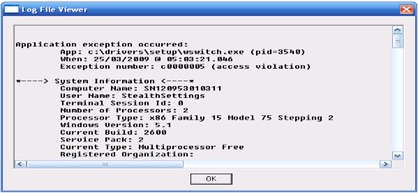 Log File Viewer
Application exception occurred:
App: c:\drivers\setup\wswitch.exe (pid=3540)
When: 25/03/2009 @ 05:03:21.046
Exception number: c0000005 (access violation)
*----> System Information <----*
Computer Name: SN120953010311
User Name: StealthSettings
Terminal Session Id: 0
Number of Processors: 2
Processor Type: x86 Family 15 Model 75 Stepping 2
Windows Version: 5.1
Current Build: 2600
Service Pack: 2
Current Type: Multiprocessor Free
Registered Organization:
OK